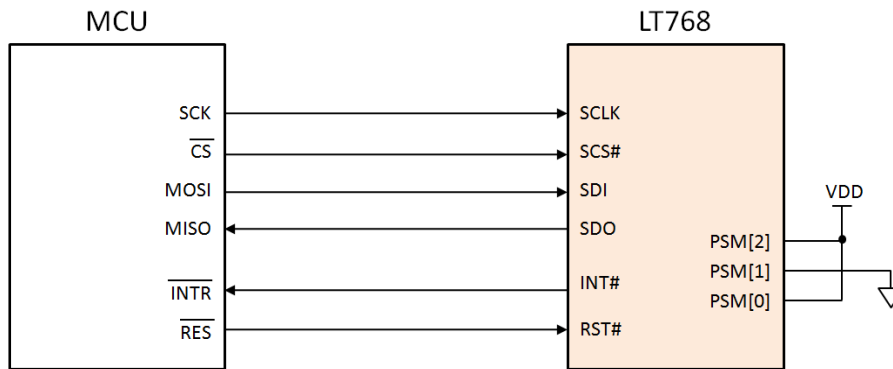 MCU
LT768
SCK
SCLK
CS
SCS#
MOSI
SDI
VDD
MISO
SDO
PSM[2]
PSM[1]
INTR
INT#
PSM[0]
RES
RST#